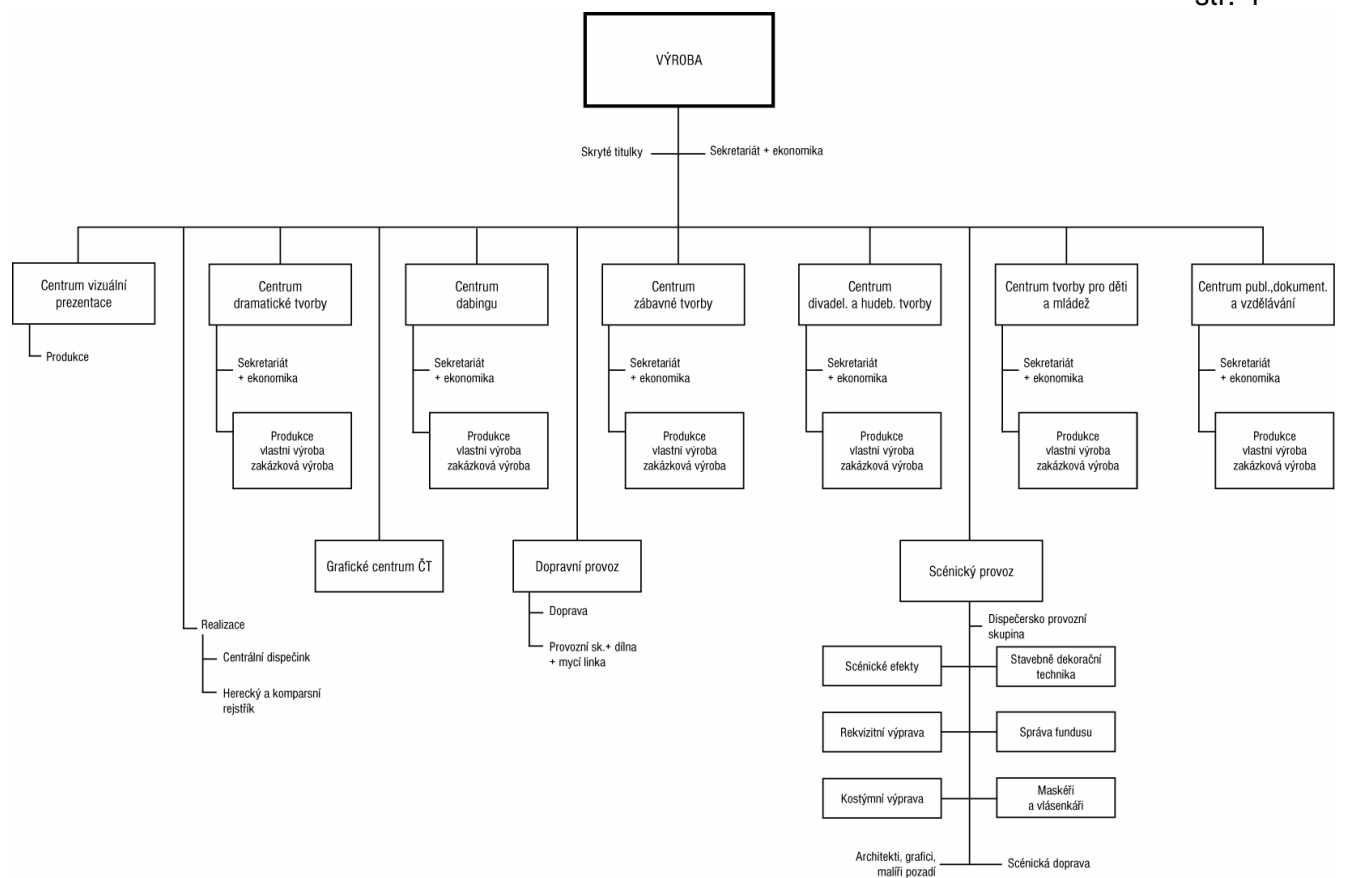 VÝROBA
Skryté titulky
Sekretariát + ekonomika
Centrum vizuální
prezentace
Produkce
Centrum
dramatické tvorby
Sekretariát
+ ekonomika
Produkce
vlastní výroba
zakázková výroba
Centrum
dabingu
Sekretariát
+ ekonomika
Produkce
vlastní výroba
zakázková výroba
Centrum
zábavné tvorby
Sekretariát
+ ekonomika
Produkce
vlastní výroba
zakázková výroba
Centrum
divadel. a hudeb. tvorby
Sekretariát
+ ekonomika
Produkce
vlastní výroba
zakázková výroba
Centrum tvorby pro děti
a mládež
Sekretariát
+ ekonomika
Produkce
vlastní výroba
zakázková výroba
Centrum publ.,dokument.
a vzdělávání
Sekretariát
+ ekonomika
Produkce
vlastní výroba
zakázková výroba
Realizace
Centrální dispečink
Herecký a komparsní
rejstřík
Grafické centrum ČT
Dopravní provoz
Doprava
Provozní sk.+ dílna
+ mycí linka
Scénický provoz
Dispečersko provozní
skupina
Scénické efekty
Stavebně dekorační
technika
Rekvizitní výprava
Správa fundusu
Kostýmní výprava
Maskéři
a vlásenkáři
Architekti, grafici,
malíři pozadí
Scénická doprava